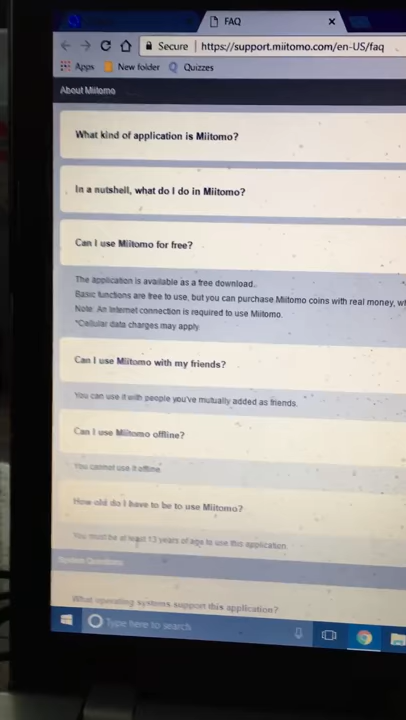 FAQ
Secure | https://support.miitomo.com/en-US/faq
Apps New folder Quizzes
About Miitomo
What kind of application is Miitomo?
In a nutshell, what do I do in Miitomo?
Can I use Miitomo for free?
The application is available as a free download.
Basic functions are free to use, but you can purchase Miitomo coins with real money, wh
Note: An Internet connection is required to use Miitomo.
*Cellular data charges may apply
Can I use Miitomo with my friends?
You can use it with people you've mutually added as friends.
Can I use Miitomo offline?
You cannot use it offline
How old do I have to be to use Miitomo?
You must be at least 13 years of age to use this application.
System Questions
What operating systems support this application?
Type here to search